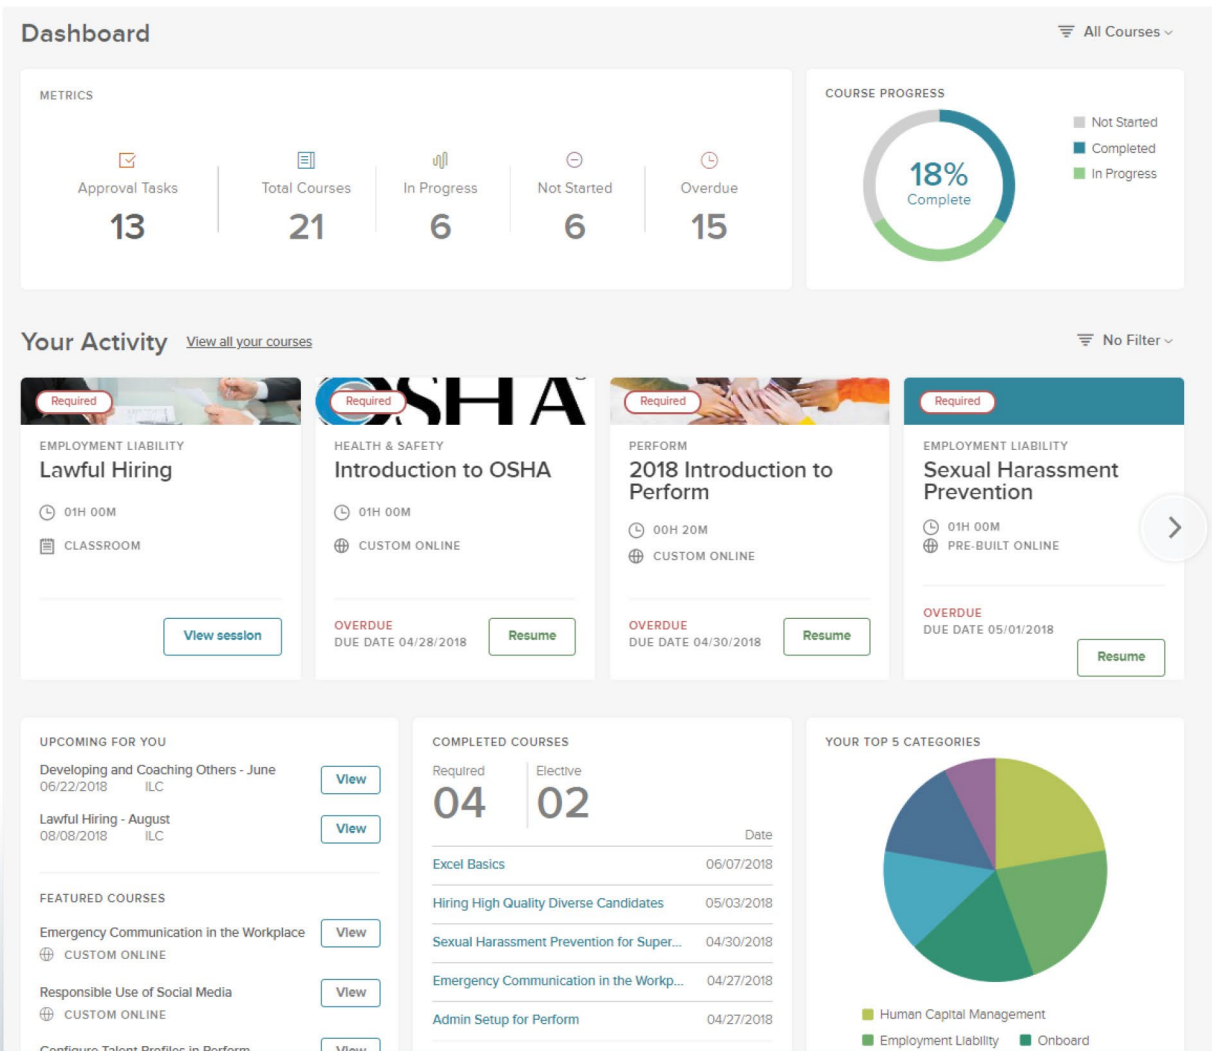 Dashboard
All Courses
METRICS
Approval Tasks
13
Total Courses
21
In Progress
6
Not Started
6
Overdue
15
COURSE PROGRESS
18%
Complete
Not Started
Completed
In Progress
Your Activity
View all your courses
No Filter
Required
EMPLOYMENT LIABILITY
Lawful Hiring
01H 00M
CLASSROOM
View session
OSHA
Required
HEALTH & SAFETY
Introduction to OSHA
01H 00M
CUSTOM ONLINE
OVERDUE
DUE DATE 04/28/2018
Resume
Required
PERFORM
2018 Introduction to
Perform
00H 20M
CUSTOM ONLINE
OVERDUE
DUE DATE 04/30/2018
Resume
Required
EMPLOYMENT LIABILITY
Sexual Harassment
Prevention
01H 00M
PRE-BUILT ONLINE
OVERDUE
DUE DATE 05/01/2018
Resume
UPCOMING FOR YOU
Developing and Coaching Others - June
06/22/2018 ILC
View
Lawful Hiring - August
08/08/2018 ILC
View
FEATURED COURSES
Emergency Communication in the Workplace
CUSTOM ONLINE
View
Responsible Use of Social Media
CUSTOM ONLINE
View
Configure Talent Profiles in Perform
View
COMPLETED COURSES
Required
04
Elective
02
Date
Excel Basics 06/07/2018
Hiring High Quality Diverse Candidates 05/03/2018
Sexual Harassment Prevention for Super... 04/30/2018
Emergency Communication in the Workp... 04/27/2018
Admin Setup for Perform 04/27/2018
YOUR TOP 5 CATEGORIES
Human Capital Management
Employment Liability Onboard